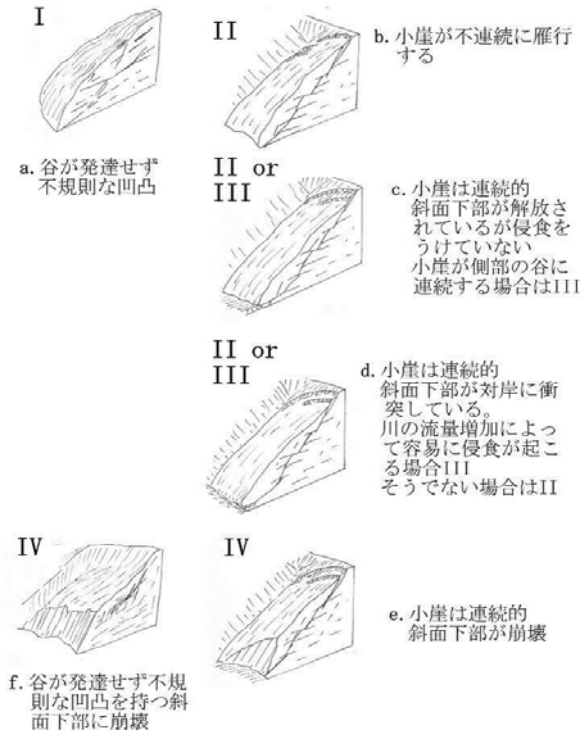 I
a. 谷が発達せず
不規則な凹凸
II
b. 小崖が不連続に雁行
する
II or
III
c. 小崖は連続的
斜面下部が解放さ
れているが侵食を
うけていない
小崖が側部の谷に
連続する場合はIII
II or
III
d. 小崖は連続的
斜面下部が対岸に衝
突している。
川の流量増加によっ
て容易に侵食が起こ
る場合III
そうでない場合はII
IV
f. 谷が発達せず不規
則な凹凸を持つ斜
面下部に崩壊
IV
e. 小崖は連続的
斜面下部が崩壊